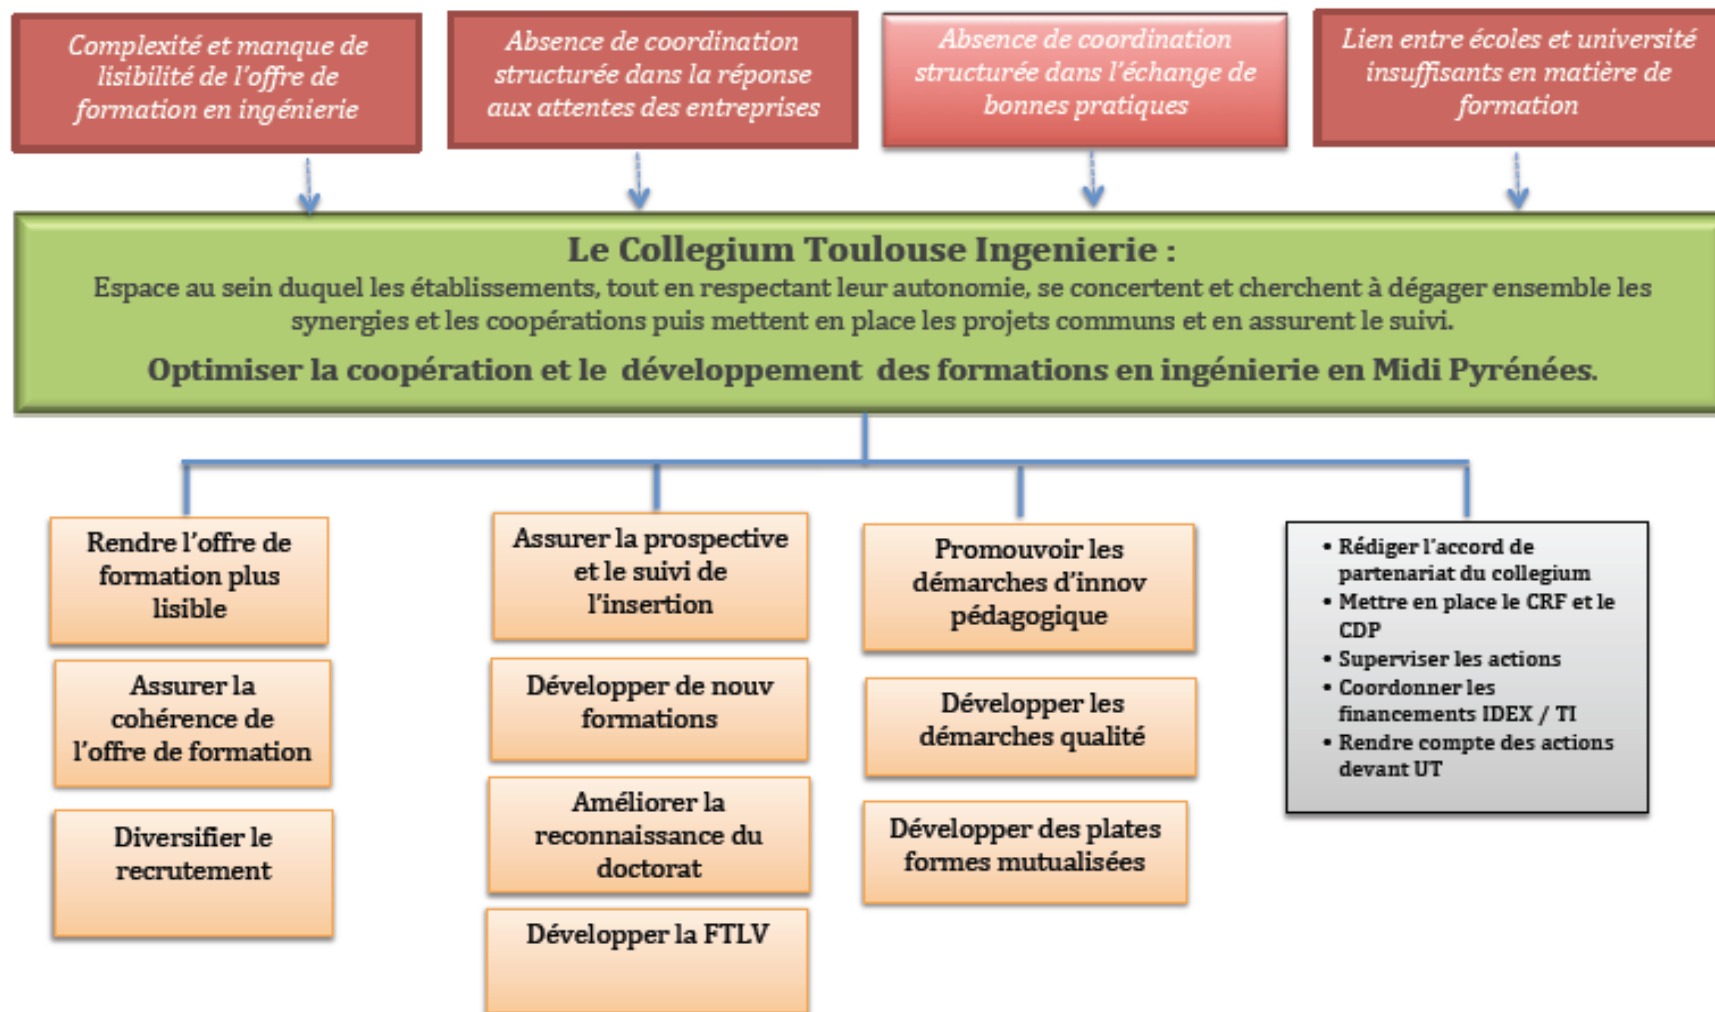 Complexité et manque de
lisibilité de l'offre de
formation en ingénierie
Absence de coordination
structurée dans la réponse
aux attentes des entreprises
Absence de coordination
structurée dans l'échange de
bonnes pratiques
Lien entre écoles et université
insuffisants en matière de
formation
Le Collegium Toulouse Ingenierie :
Espace au sein duquel les établissements, tout en respectant leur autonomie, se concertent et cherchent à dégager ensemble les
synergies et les coopérations puis mettent en place les projets communs et en assurent le suivi.
Optimiser la coopération et le développement des formations en ingénierie en Midi Pyrénées.
Rendre l'offre de
formation plus
lisible
Assurer la
cohérence de
l'offre de formation
Diversifier le
recrutement
Assurer la prospective
et le suivi de
l'insertion
Développer de nouv
formations
Améliorer la
reconnaissance du
doctorat
Développer la FTLV
Promouvoir les
démarches d'innov
pédagogique
Développer les
démarches qualité
Développer des plates
formes mutualisées
• Rédiger l'accord de
partenariat du collegium
• Mettre en place le CRF et le
CDP
• Superviser les actions
• Coordonner les
financements IDEX / TI
• Rendre compte des actions
devant UT